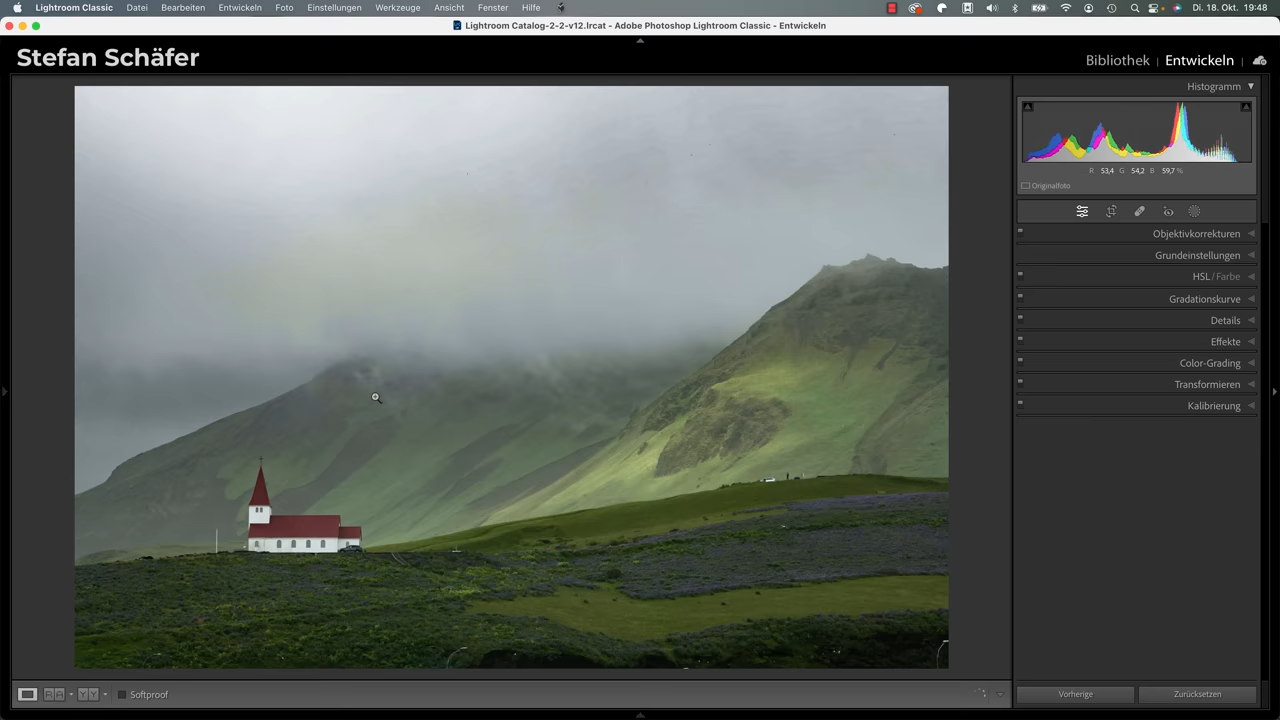 Lightroom Classic Datei Bearbeiten Entwickeln Foto Einstellungen Werkzeuge Ansicht Fenster Hilfe Di. 18. Okt. 19:48
Lightroom Catalog-2-2-v12.lrcat - Adobe Photoshop Lightroom Classic - Entwickeln
Stefan Schäfer
Bibliothek | Entwickeln |
Histogramm
R 53,4 G 54,2 B 59,7 %
Originalfoto
Objektivkorrekturen
Grundeinstellungen
HSL / Farbe
Gradationskurve
Details
Effekte
Color-Grading
Transformieren
Kalibrierung
Softproof
Vorherige Zurücksetzen